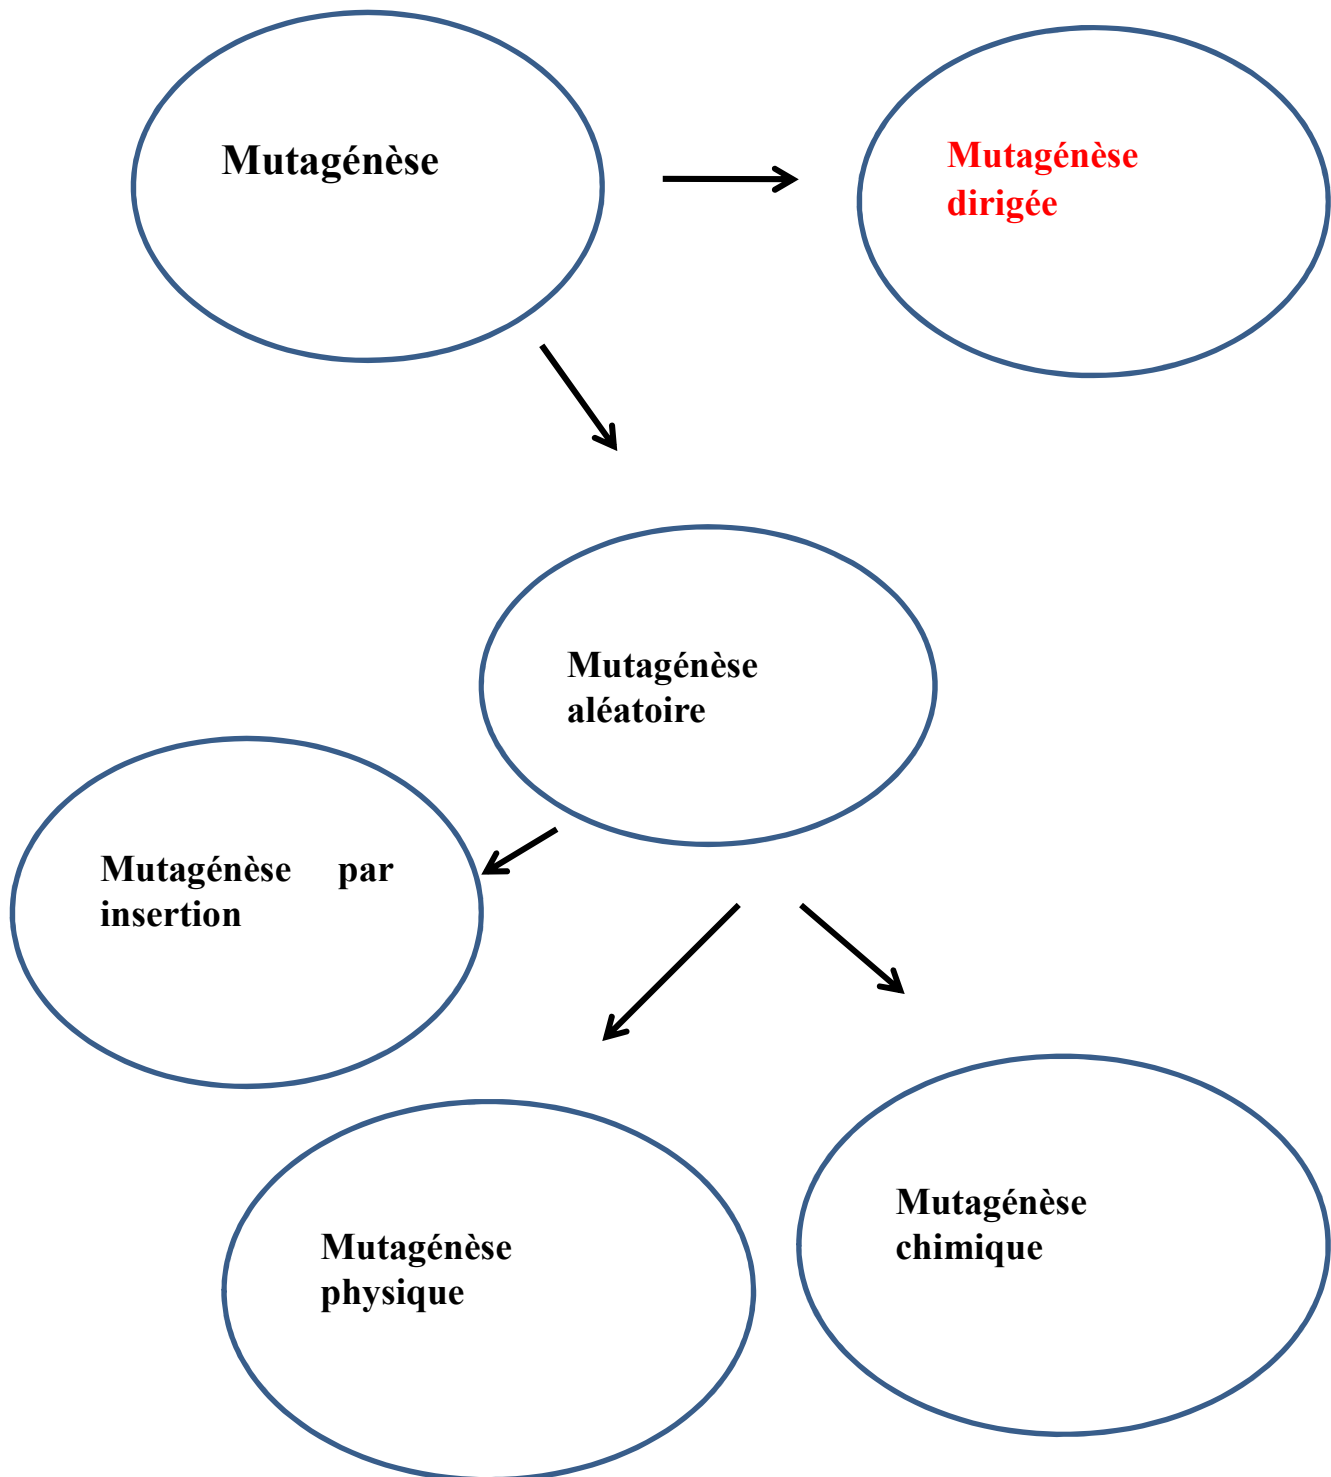 Mutagénèse
Mutagénèse
dirigée
Mutagénèse
aléatoire
Mutagénèse par
insertion
Mutagénèse
physique
Mutagénèse
chimique